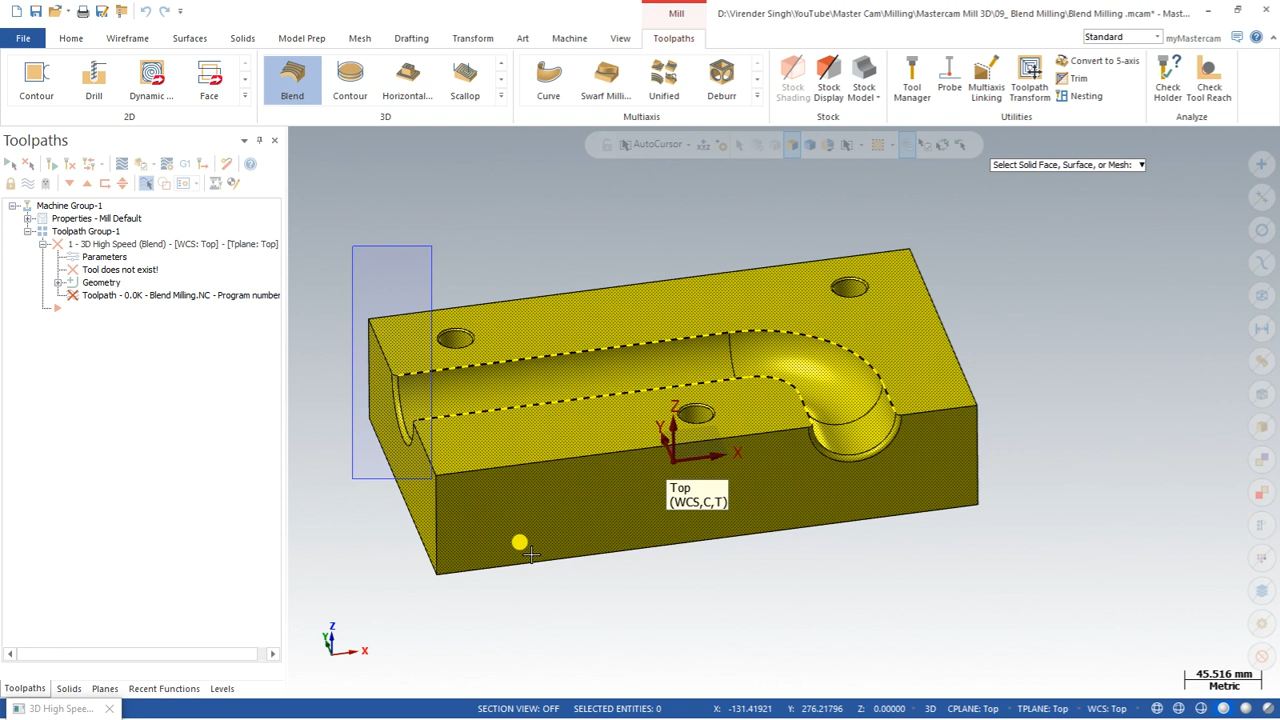 Mill
D:\Virender Singh\YouTube\Master Cam\Milling\Mastercam Mill 3D\09_ Blend Milling\Blend Milling .mcam* - Mast...
File Home Wireframe Surfaces Solids Model Prep Mesh Drafting Transform Art Machine View Toolpaths
Standard myMastercam
Contour Drill Dynamic ... Face
2D
Blend Contour Horizontal... Scallop
3D
Curve Swarf Milli... Unified Deburr
Multiaxis
Stock Shading Stock Display Stock Model
Stock
Tool Manager Probe Multiaxis Linking Toolpath Transform
Convert to 5-axis
Trim
Nesting
Utilities
Check Holder Check Tool Reach
Analyze
Toolpaths
G1
Machine Group-1
Properties - Mill Default
Toolpath Group-1
1 - 3D High Speed (Blend) - [WCS: Top] - [Tplane: Top]
Parameters
Tool does not exist!
Geometry
Toolpath - 0.0K - Blend Milling.NC - Program number
AutoCursor
Select Solid Face, Surface, or Mesh:
Z
Y
X
Top
(WCS,C,T)
Z
Y
X
45.516 mm
Metric
Toolpaths Solids Planes Recent Functions Levels
3D High Spee...
SECTION VIEW: OFF SELECTED ENTITIES: 0 X: -131.41921 Y: 276.21796 Z: 0.00000 3D CPLANE: Top TPLANE: Top WCS: Top